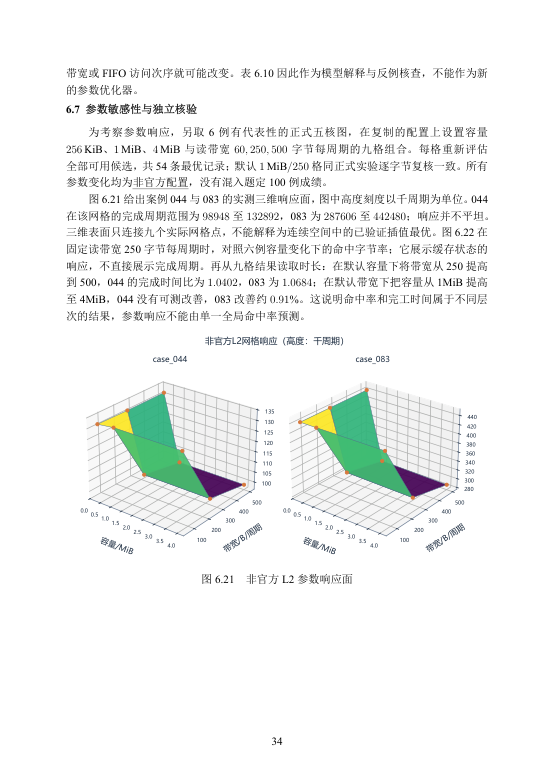 带宽或 FIFO 访问次序就可能改变。表 6.10 因此作为模型解释与反例核查，不能作为新
的参数优化器。
6.7 参数敏感性与独立核验
为考察参数响应，另取 6 例有代表性的正式五核图，在复制的配置上设置容量
256 KiB、1 MiB、4 MiB 与读带宽 60, 250, 500 字节每周期的九格组合。每格重新评估
全部可用候选，共 54 条最优记录；默认 1 MiB/250 格同正式实验逐字节复核一致。所有
参数变化均为非官方配置，没有混入题定 100 例成绩。
图 6.21 给出案例 044 与 083 的实测三维响应面，图中高度刻度以千周期为单位。044
在该网格的完成周期范围为 98948 至 132892，083 为 287606 至 442480；响应并不平坦。
三维表面只连接九个实际网格点，不能解释为连续空间中的已验证插值最优。图 6.22 在
固定读带宽 250 字节每周期时，对照六例容量变化下的命中字节率；它展示缓存状态的
响应，不直接展示完成周期。再从九格结果读取时长：在默认容量下将带宽从 250 提高
到 500，044 的完成时间比为 1.0402，083 为 1.0684；在默认带宽下把容量从 1MiB 提高
至 4MiB，044 没有可测改善，083 改善约 0.91%。这说明命中率和完工时间属于不同层
次的结果，参数响应不能由单一全局命中率预测。
非官方L2网格响应（高度：千周期）
case_044
case_083
135
130
125
120
115
110
105
100
0.0
0.5
1.0
1.5
2.0
2.5
3.0
3.5
4.0
100
200
300
400
500
容量/MiB
带宽/B/周期
440
420
400
380
360
340
320
300
280
0.0
0.5
1.0
1.5
2.0
2.5
3.0
3.5
4.0
100
200
300
400
500
容量/MiB
带宽/B/周期
图 6.21 非官方 L2 参数响应面
34